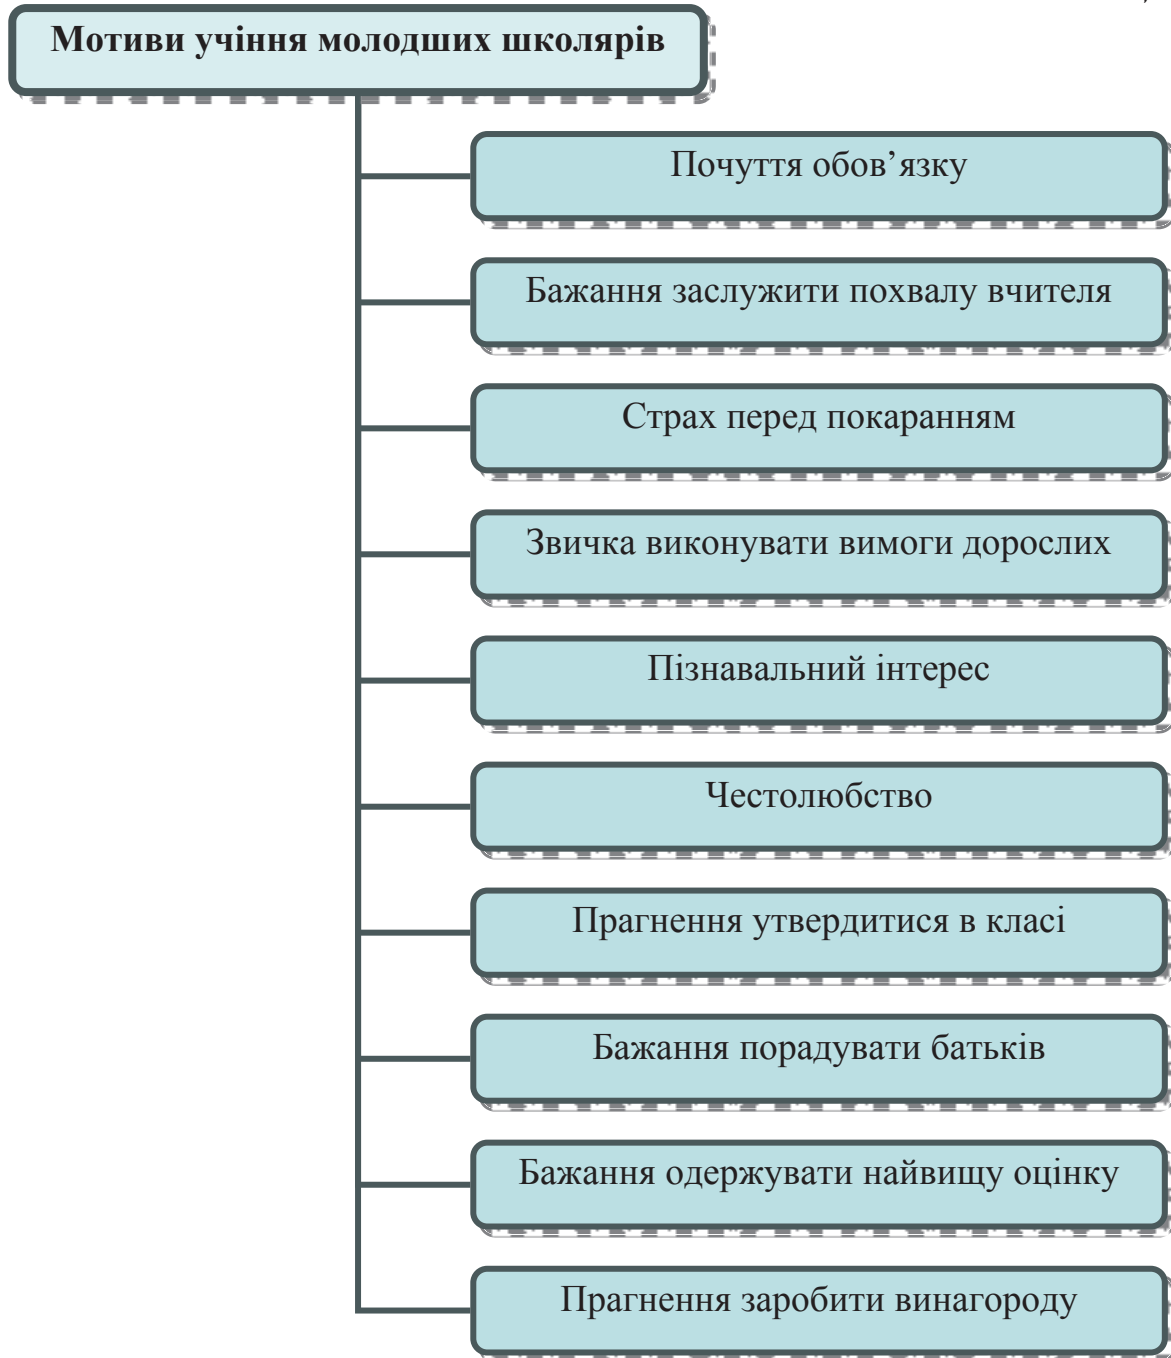 Мотиви учіння молодших школярів
Почуття обов’язку
Бажання заслужити похвалу вчителя
Страх перед покаранням
Звичка виконувати вимоги дорослих
Пізнавальний інтерес
Честолюбство
Прагнення утвердитися в класі
Бажання порадувати батьків
Бажання одержувати найвищу оцінку
Прагнення заробити винагороду